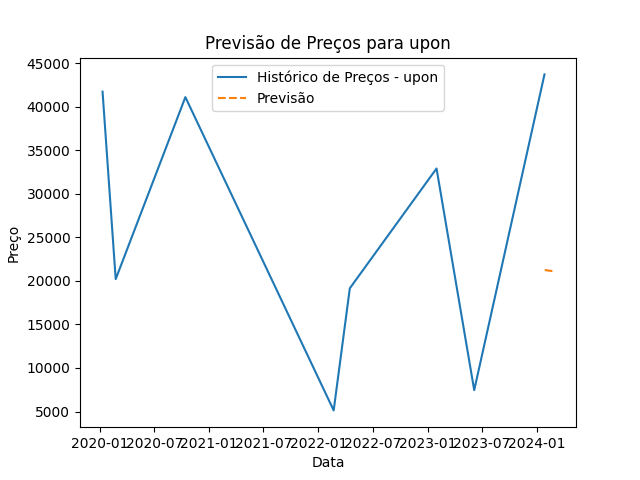 Previsão de Preços para upon
Histórico de Preços - upon
Previsão
45000
40000
35000
30000
25000
20000
15000
10000
5000
Preço
2020-01 2020-07 2021-01 2021-07 2022-01 2022-07 2023-01 2023-07 2024-01
Data